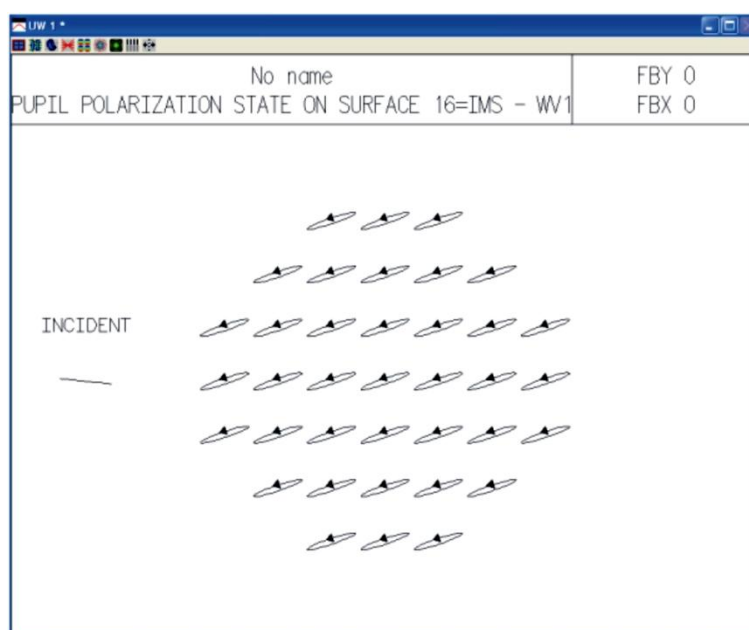 UW 1 *
No name
PUPIL POLARIZATION STATE ON SURFACE 16=IMS - WV1
FBY 0
FBX 0
INCIDENT